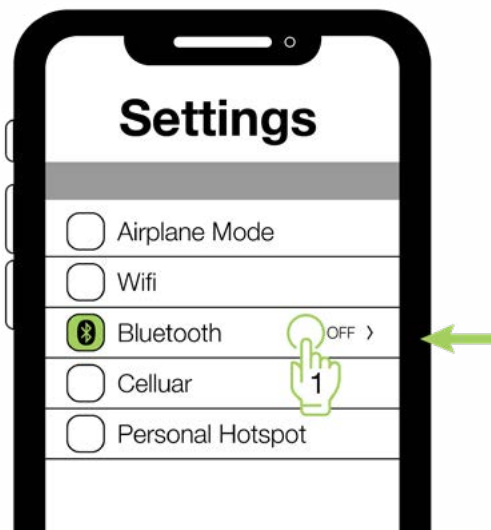 Settings
Airplane Mode
Wifi
Bluetooth OFF >
Celluar
1
Personal Hotspot